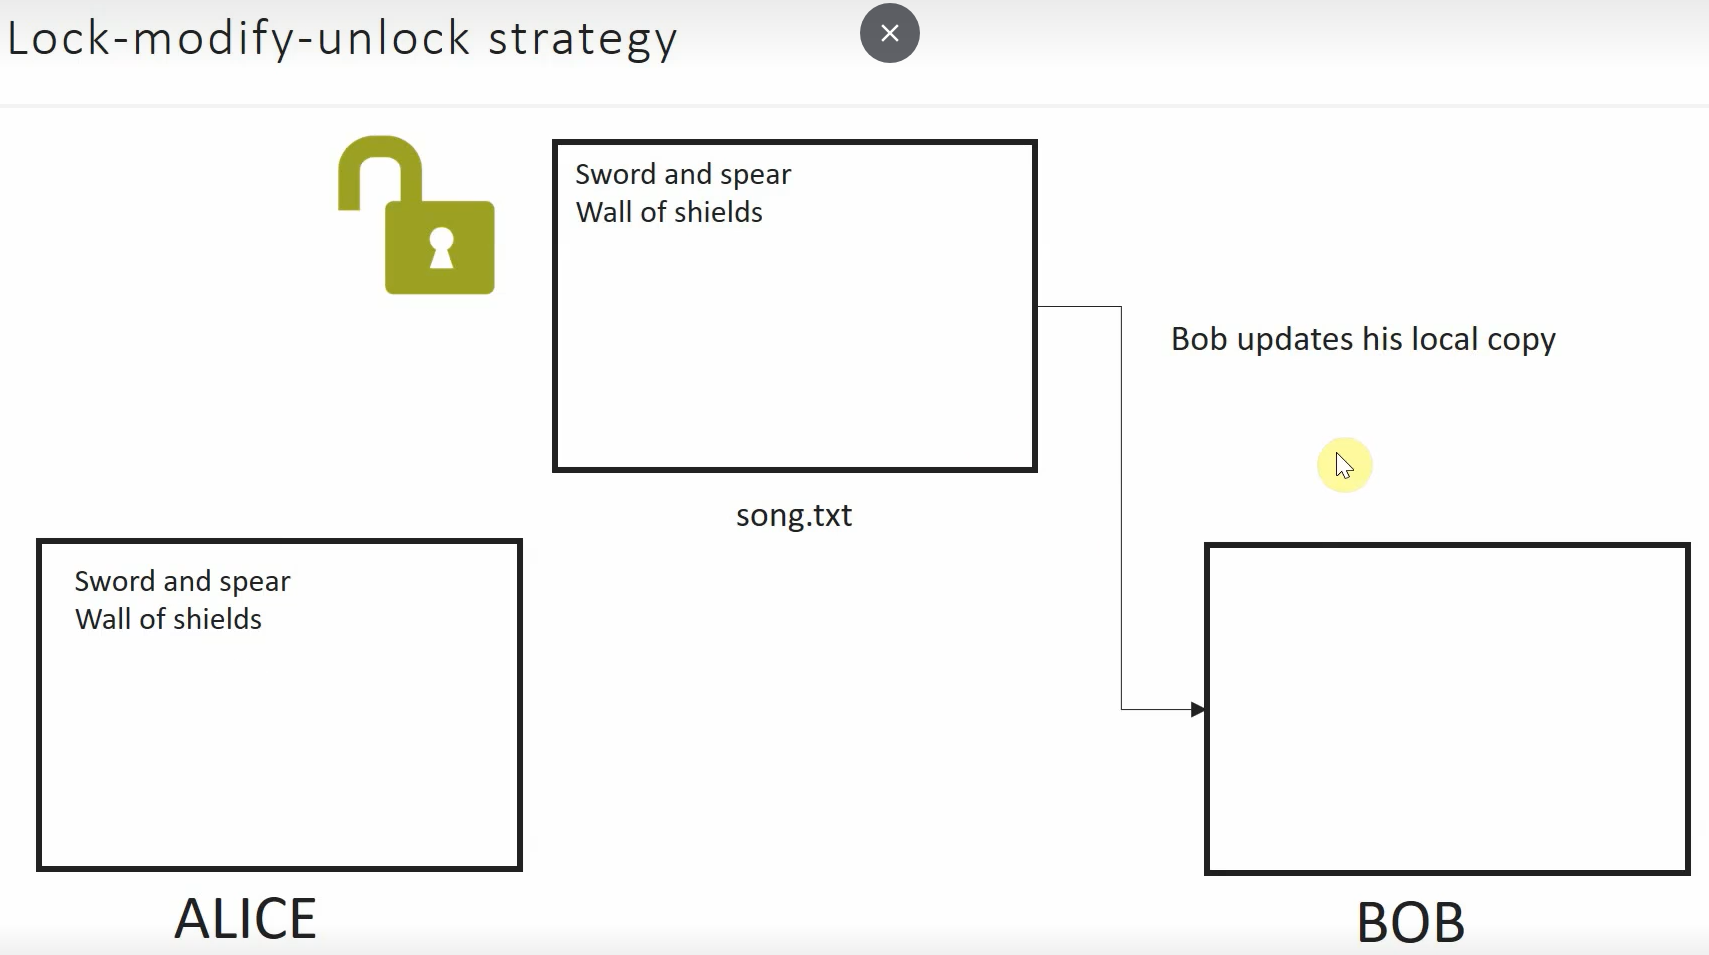 Lock-modify-unlock strategy
Sword and spear
Wall of shields
Bob updates his local copy
song.txt
Sword and spear
Wall of shields
ALICE
BOB